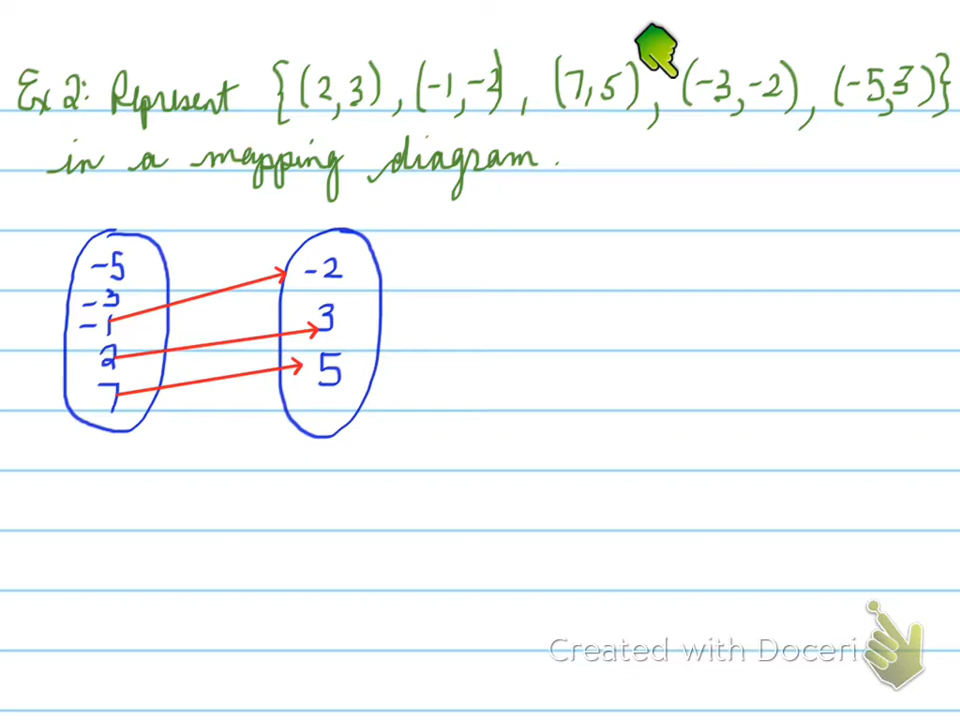 Ex 2: Represent {(2,3), (-1,-2), (7,5), (-3,-2), (-5,3)}
in a mapping diagram.
-5
-3
-1
2
7
-2
3
5
Created with Doceri